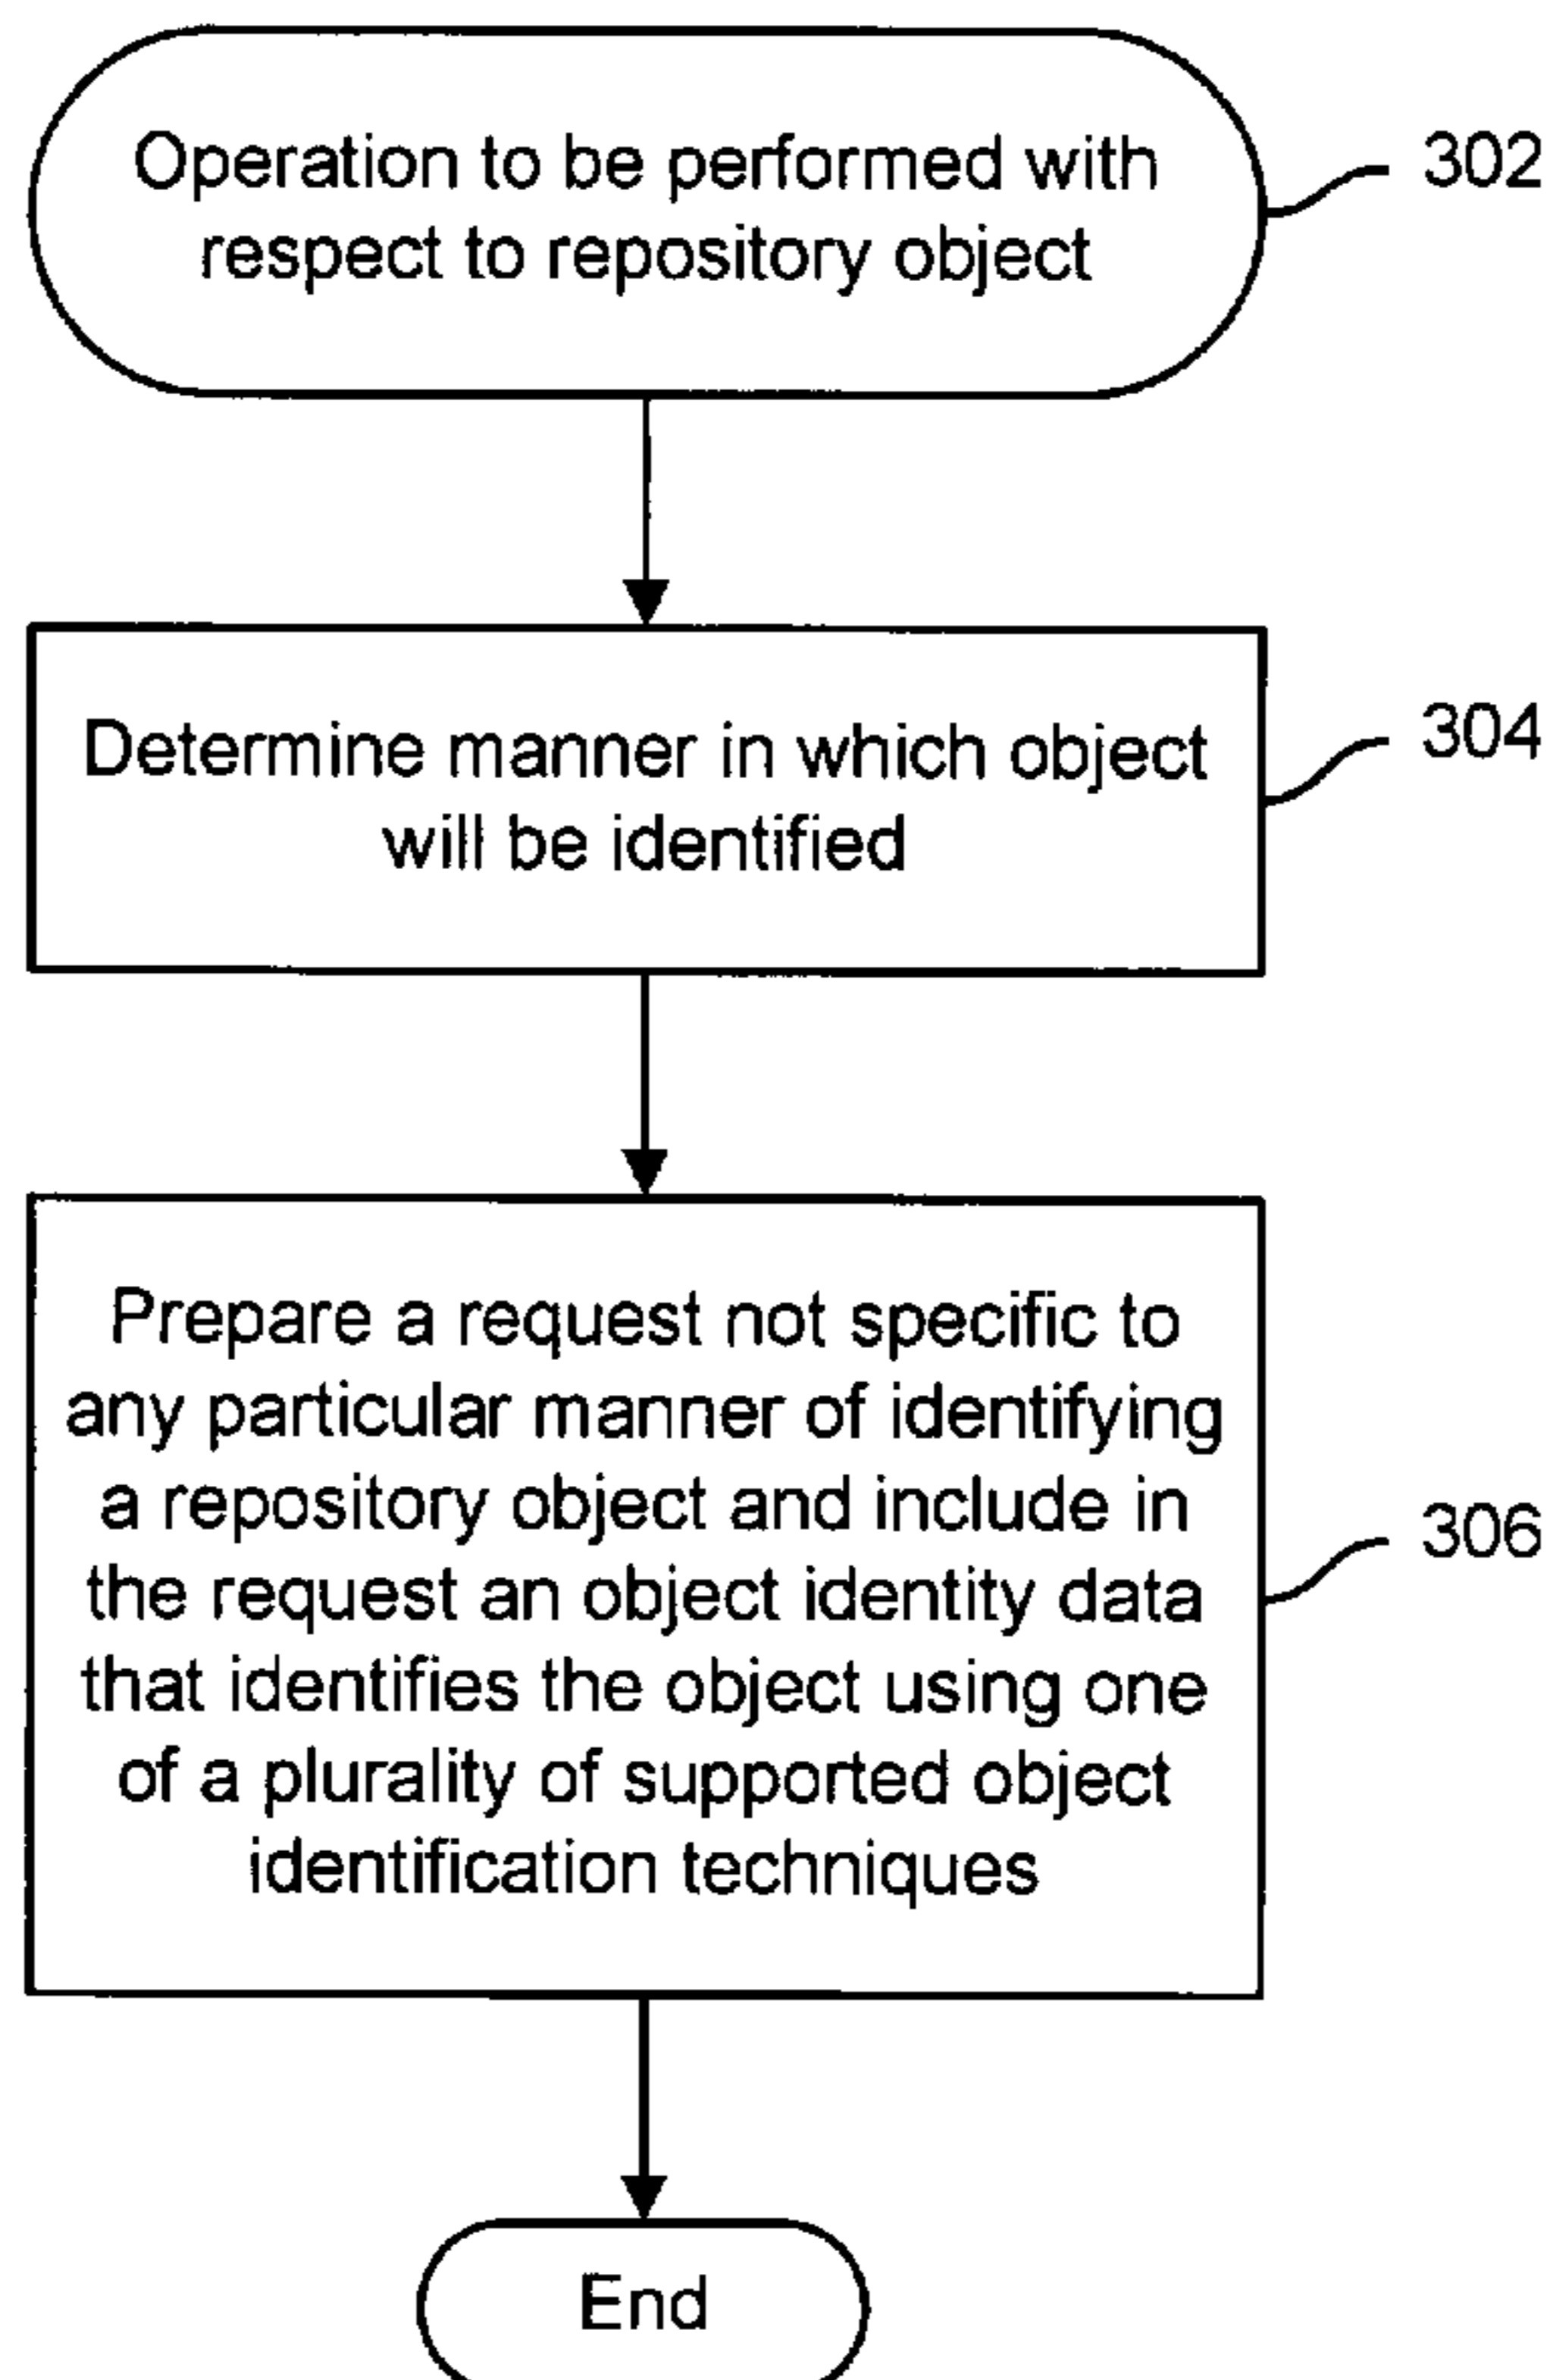 Operation to be performed with
respect to repository object
302
Determine manner in which object
will be identified
304
Prepare a request not specific to
any particular manner of identifying
a repository object and include in
the request an object identity data
that identifies the object using one
of a plurality of supported object
identification techniques
306
End